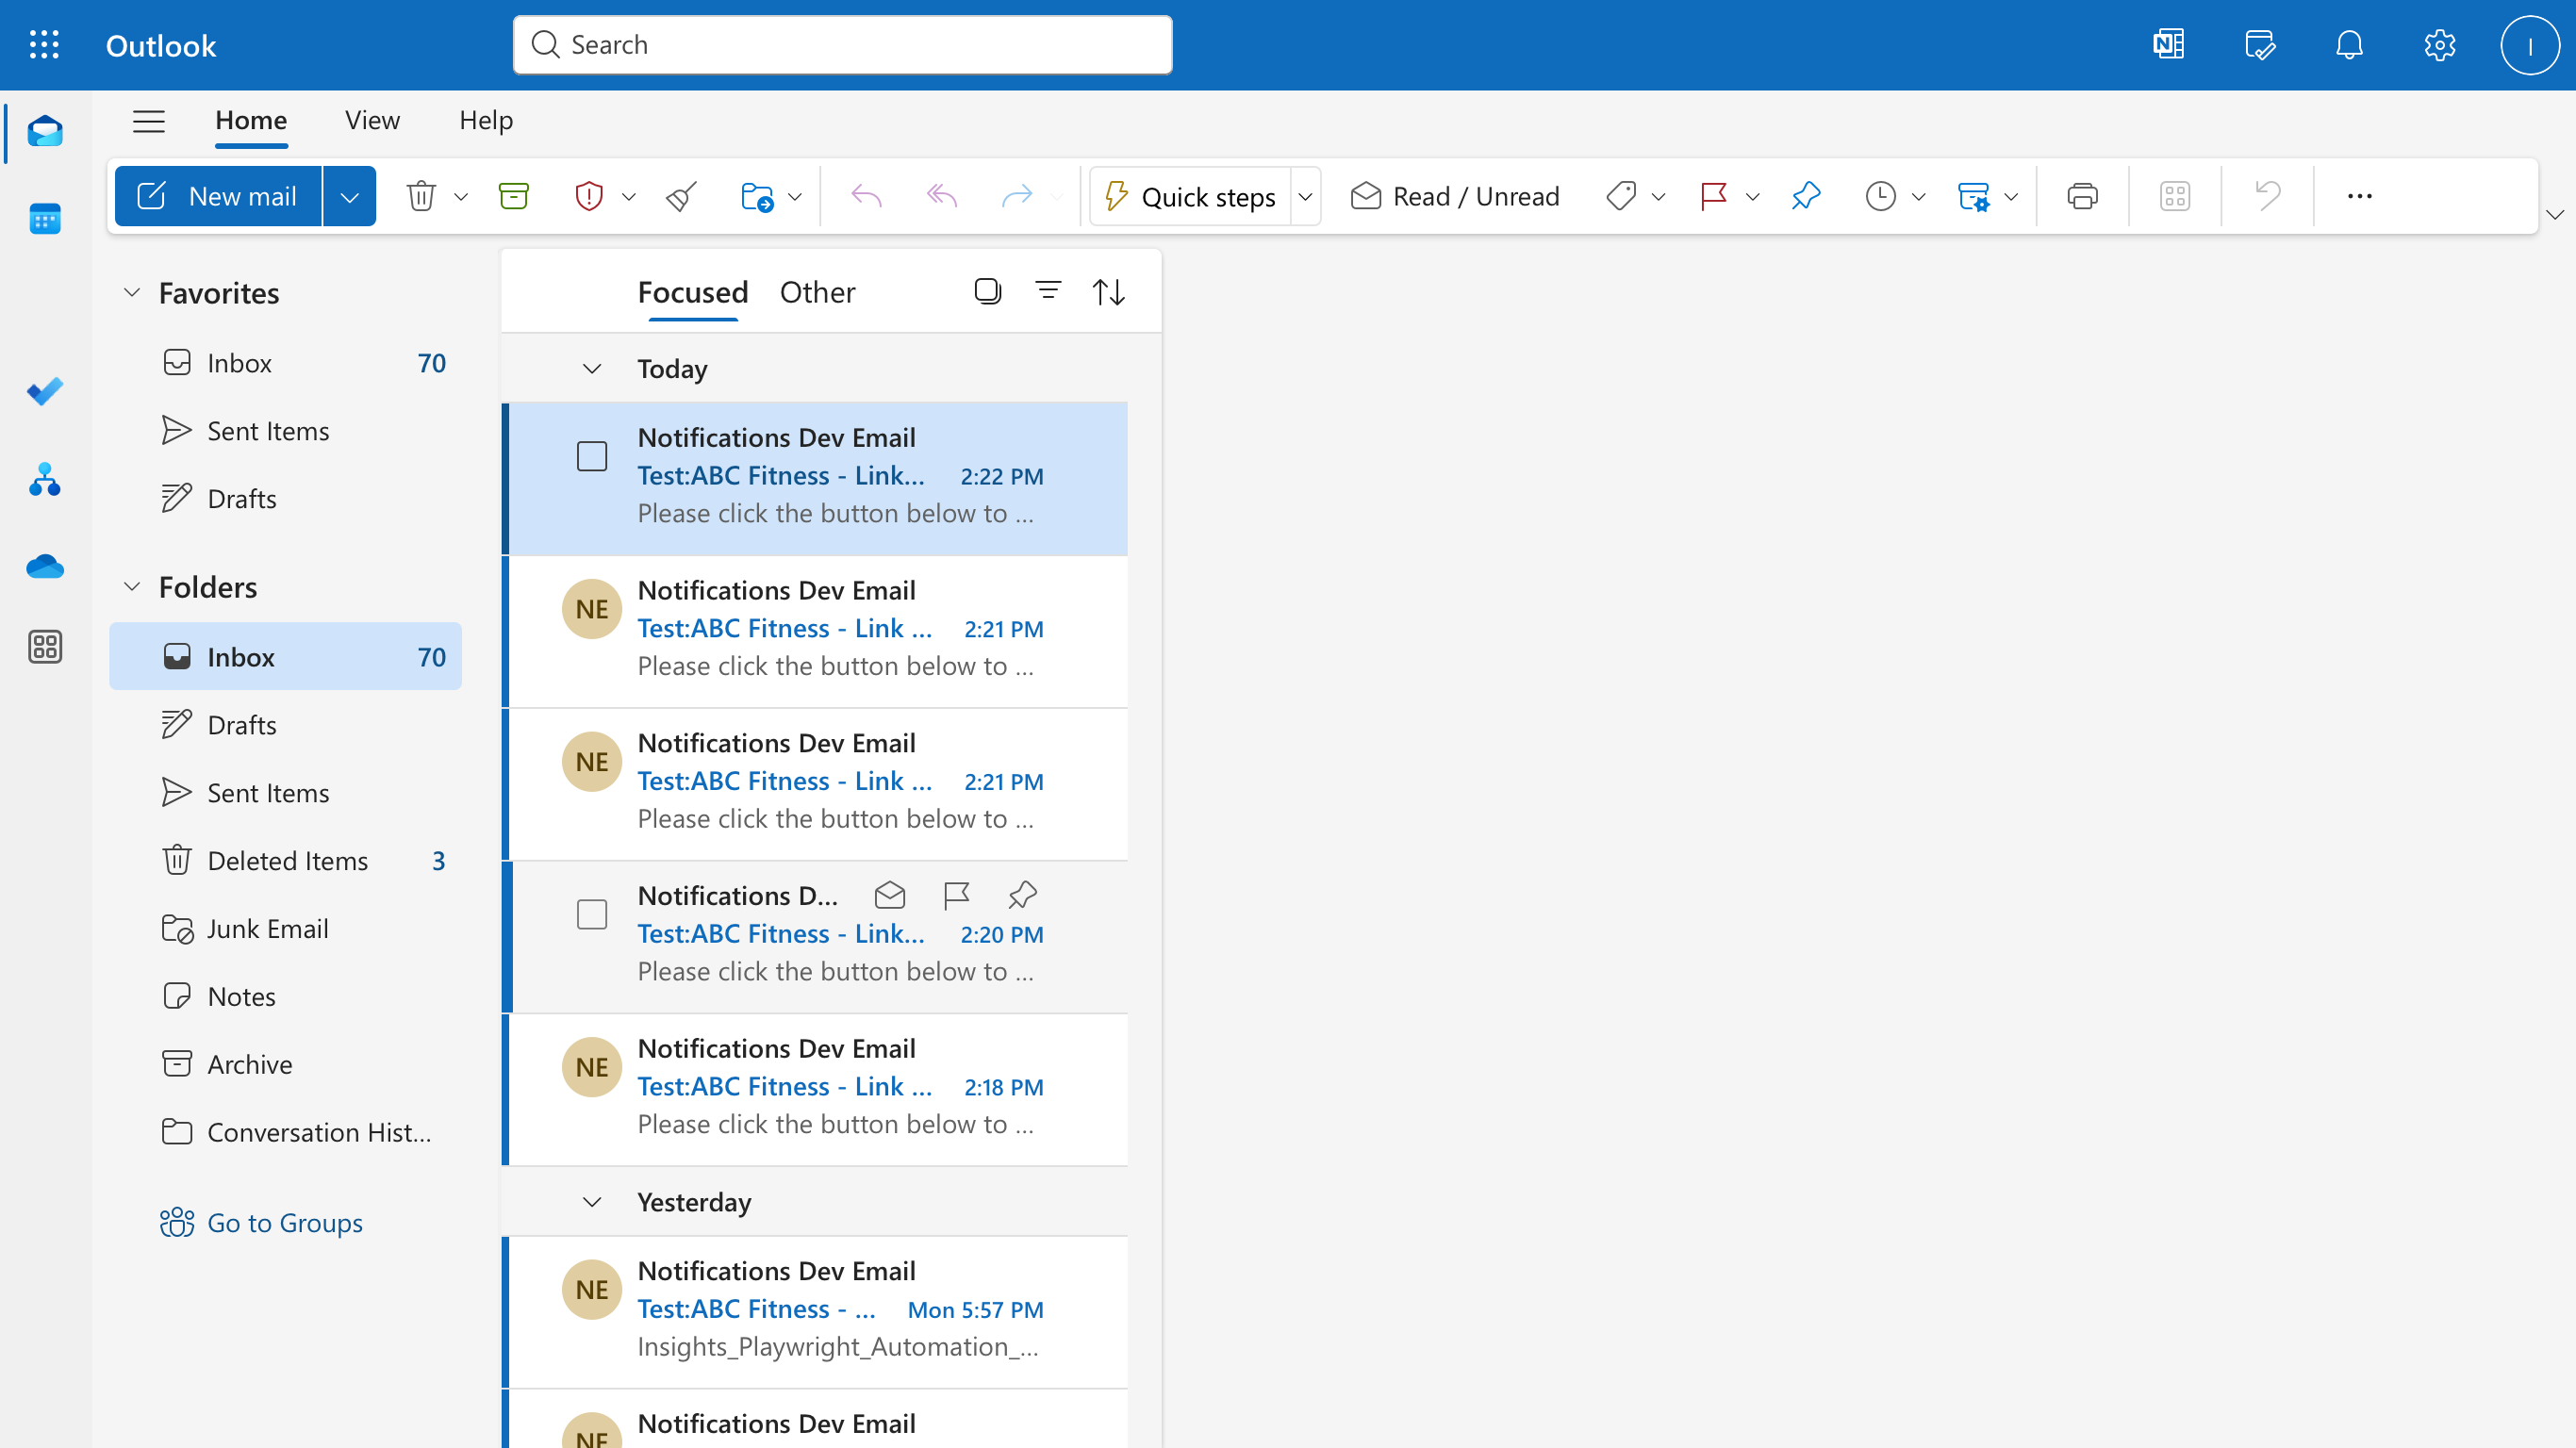 Outlook
Search
I
Home
View
Help
New mail
Quick steps
Read / Unread
Favorites
Inbox 70
Sent Items
Drafts
Folders
Inbox 70
Drafts
Sent Items
Deleted Items 3
Junk Email
Notes
Archive
Conversation Hist...
Go to Groups
Focused
Other
Today
Notifications Dev Email
Test:ABC Fitness - Link... 2:22 PM
Please click the button below to ...
NE
Notifications Dev Email
Test:ABC Fitness - Link ... 2:21 PM
Please click the button below to ...
NE
Notifications Dev Email
Test:ABC Fitness - Link ... 2:21 PM
Please click the button below to ...
Notifications D...
Test:ABC Fitness - Link... 2:20 PM
Please click the button below to ...
NE
Notifications Dev Email
Test:ABC Fitness - Link ... 2:18 PM
Please click the button below to ...
Yesterday
NE
Notifications Dev Email
Test:ABC Fitness - ... Mon 5:57 PM
Insights_Playwright_Automation_...
NE
Notifications Dev Email